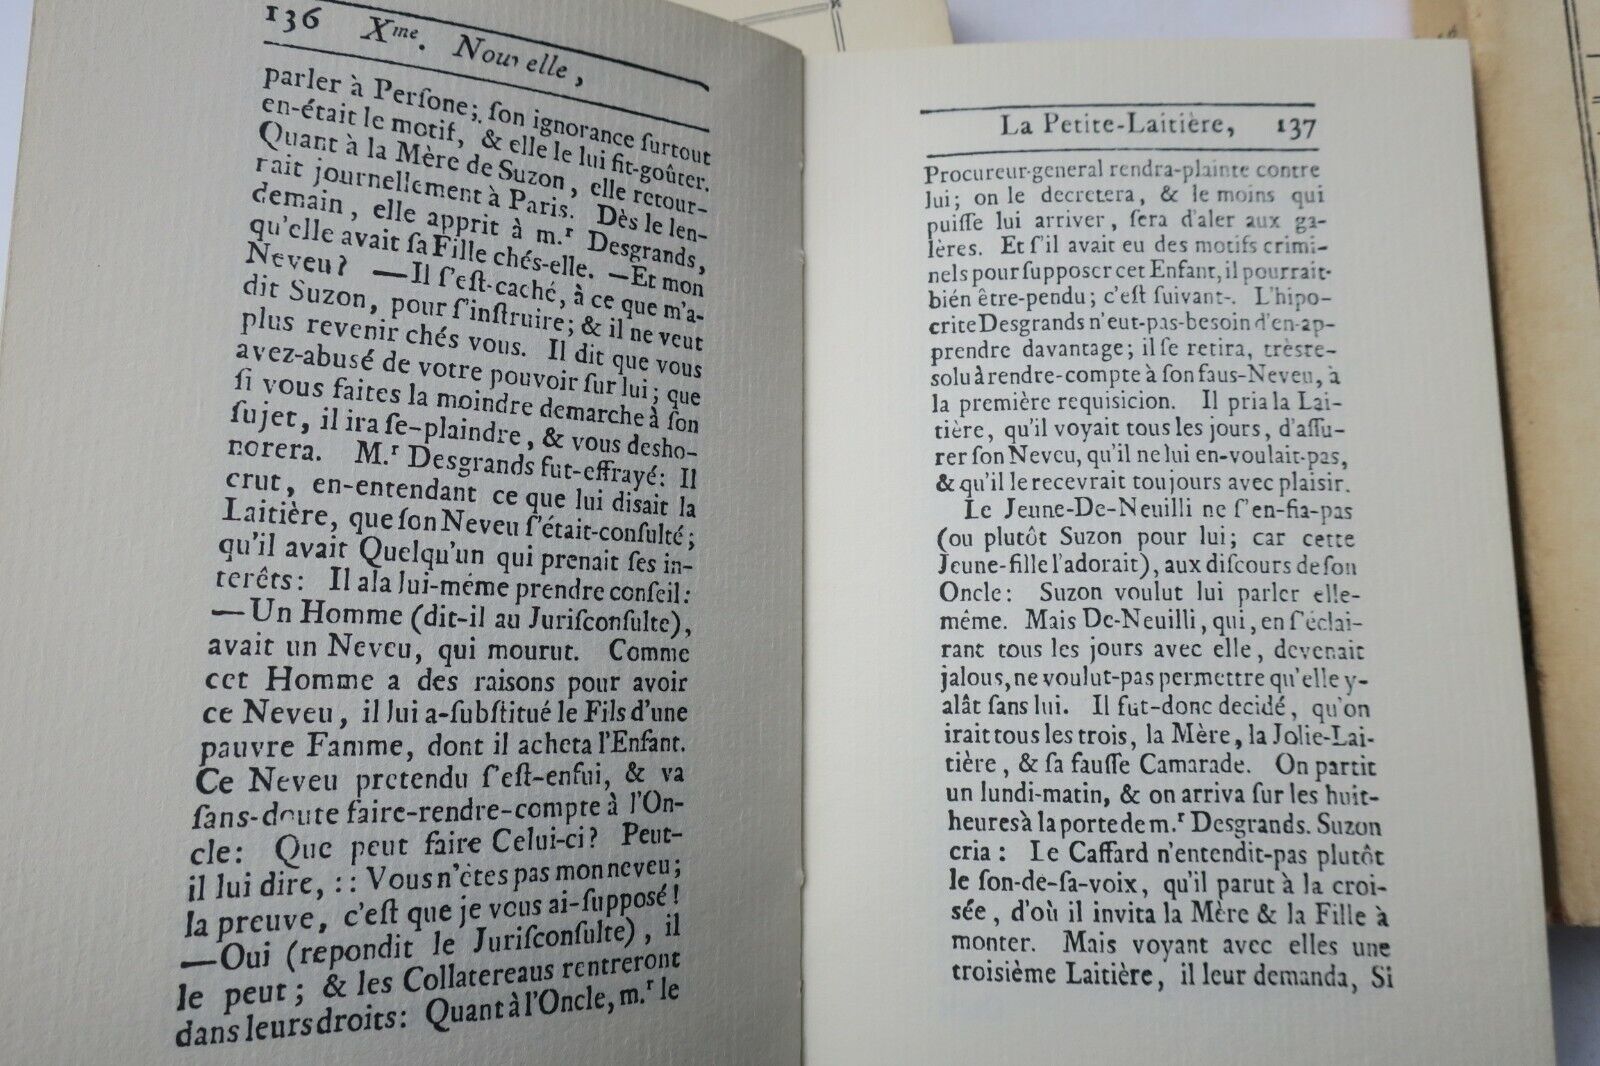 136 Xme. Nouvelle,
parler à Perſone; ſon ignorance ſurtout
en-était le motif, & elle le lui fit-goûter.
Quant à la Mère de Suzon, elle retour-
rait journellement à Paris. Dès le len-
demain, elle apprit à m.r Desgrands,
qu'elle avait ſa Fille chés-elle. —Et mon
Neveu? —Il ſ'eſt-caché, à ce que m'a-
dit Suzon, pour ſ'inſtruire; & il ne veut
plus revenir chés vous. Il dit que vous
avez-abusé de votre pouvoir ſur lui; que
ſi vous faites la moindre demarche à ſon
ſujet, il ira ſe-plaindre, & vous desho-
norera. M.r Desgrands fut-effrayé: Il
crut, en-entendant ce que lui disait la
Laitière, que ſon Neveu ſ'était-conſulté;
qu'il avait Quelqu'un qui prenait ſes in-
terêts: Il ala lui-même prendre conſeil:
—Un Homme (dit-il au Juriſconſulte),
avait un Neveu, qui mourut. Comme
cet Homme a des raisons pour avoir
ce Neveu, il lui a-ſubſtitué le Fils d'une
pauvre Famme, dont il acheta l'Enfant.
Ce Neveu pretendu ſ'eſt-enfui, & va
ſans-doute faire-rendre-compte à l'On-
cle: Que peut faire Celui-ci? Peut-
il lui dire, :: Vous n'êtes pas mon neveu;
la preuve, c'eſt que je vous ai-ſupposé!
—Oui (repondit le Juriſconſulte), il
le peut; & les Collatereaus rentreront
dans leurs droits: Quant à l'Oncle, m.r le
La Petite-Laitière, 137
Procureur-general rendra-plainte contre
lui; on le decretera, & le moins qui
puiſſe lui arriver, ſera d'aler aux ga-
lères. Et ſ'il avait eu des motifs crimi-
nels pour ſupposer cet Enfant, il pourrait-
bién être-pendu; c'eſt ſuivant-. L'hipo-
crite Desgrands n'eut-pas-besoin d'en-ap-
prendre davantage; il ſe retira, trèsre-
solu à rendre-compte à ſon faus-Neveu, à
la première requisicion. Il pria la Lai-
tière, qu'il voyait tous les jours, d'aſſu-
rer ſon Neveu, qu'il ne lui en-voulait-pas,
& qu'il le recevrait toujours avec plaisir.
Le Jeune-De-Neuilli ne ſ'en-fia-pas
(ou plutôt Suzon pour lui; car cette
Jeune-fille l'adorait), aux diſcours de ſon
Oncle: Suzon voulut lui parler elle-
même. Mais De-Neuilli, qui, en ſ'éclai-
rant tous les jours avec elle, devenait
jalous, ne voulut-pas permettre qu'elle y-
alât ſans lui. Il fut-donc decidé, qu'on
irait tous les trois, la Mère, la Jolie-Lai-
tière, & ſa fauſſe Camarade. On partit
un lundi-matin, & on arriva ſur les huit-
heures à la porte de m.r Desgrands. Suzon
cria: Le Caffard n'entendit-pas plutôt
le ſon-de-ſa-voix, qu'il parut à la croi-
sée, d'où il invita la Mère & la Fille à
monter. Mais voyant avec elles une
troisième Laitière, il leur demanda, Si